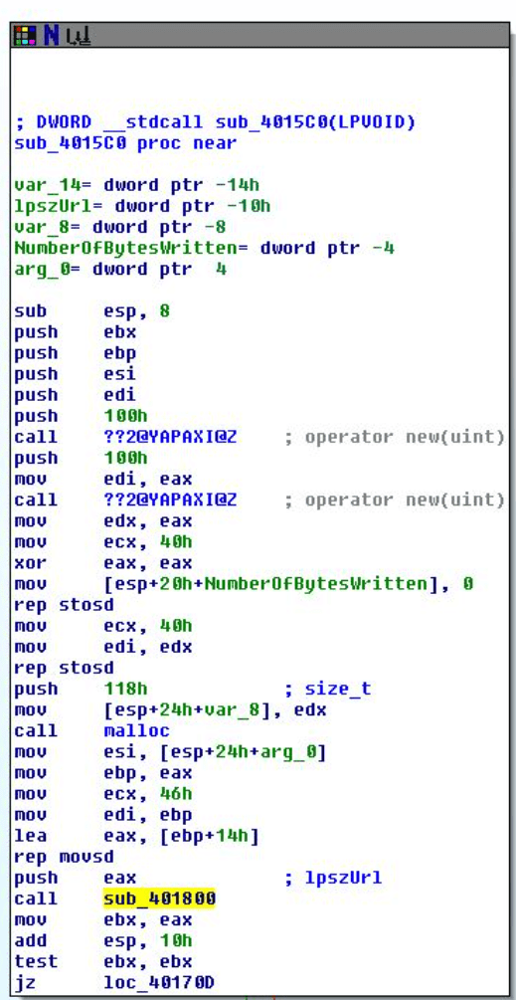 ; DWORD __stdcall sub_4015C0(LPVOID)
sub_4015C0 proc near
var_14= dword ptr -14h
lpszUrl= dword ptr -10h
var_8= dword ptr -8
NumberOfBytesWritten= dword ptr -4
arg_0= dword ptr  4
sub     esp, 8
push    ebx
push    ebp
push    esi
push    edi
push    100h
call    ??2@YAPAXI@Z    ; operator new(uint)
push    100h
mov     edi, eax
call    ??2@YAPAXI@Z    ; operator new(uint)
mov     edx, eax
mov     ecx, 40h
xor     eax, eax
mov     [esp+20h+NumberOfBytesWritten], 0
rep stosd
mov     ecx, 40h
mov     edi, edx
rep stosd
push    118h            ; size_t
mov     [esp+24h+var_8], edx
call    malloc
mov     esi, [esp+24h+arg_0]
mov     ebp, eax
mov     ecx, 46h
mov     edi, ebp
lea     eax, [ebp+14h]
rep movsd
push    eax             ; lpszUrl
call    sub_401800
mov     ebx, eax
add     esp, 10h
test    ebx, ebx
jz      loc_40170D